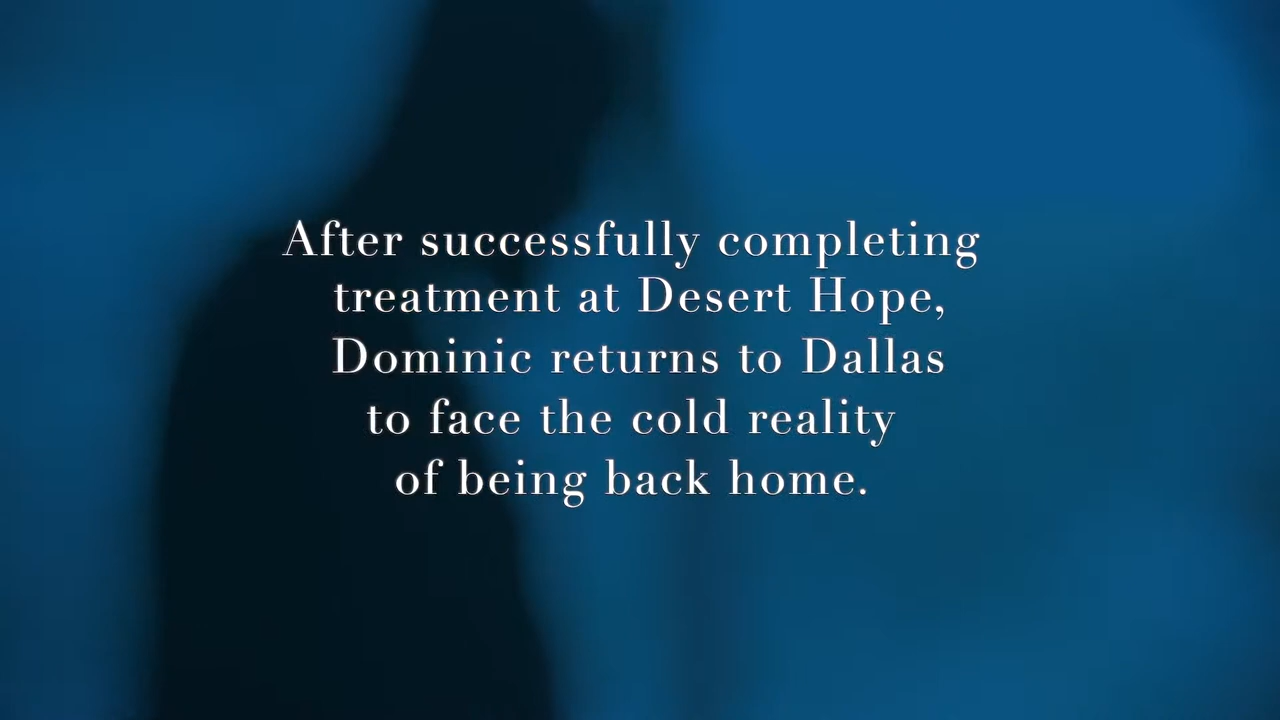 After successfully completing
treatment at Desert Hope,
Dominic returns to Dallas
to face the cold reality
of being back home.